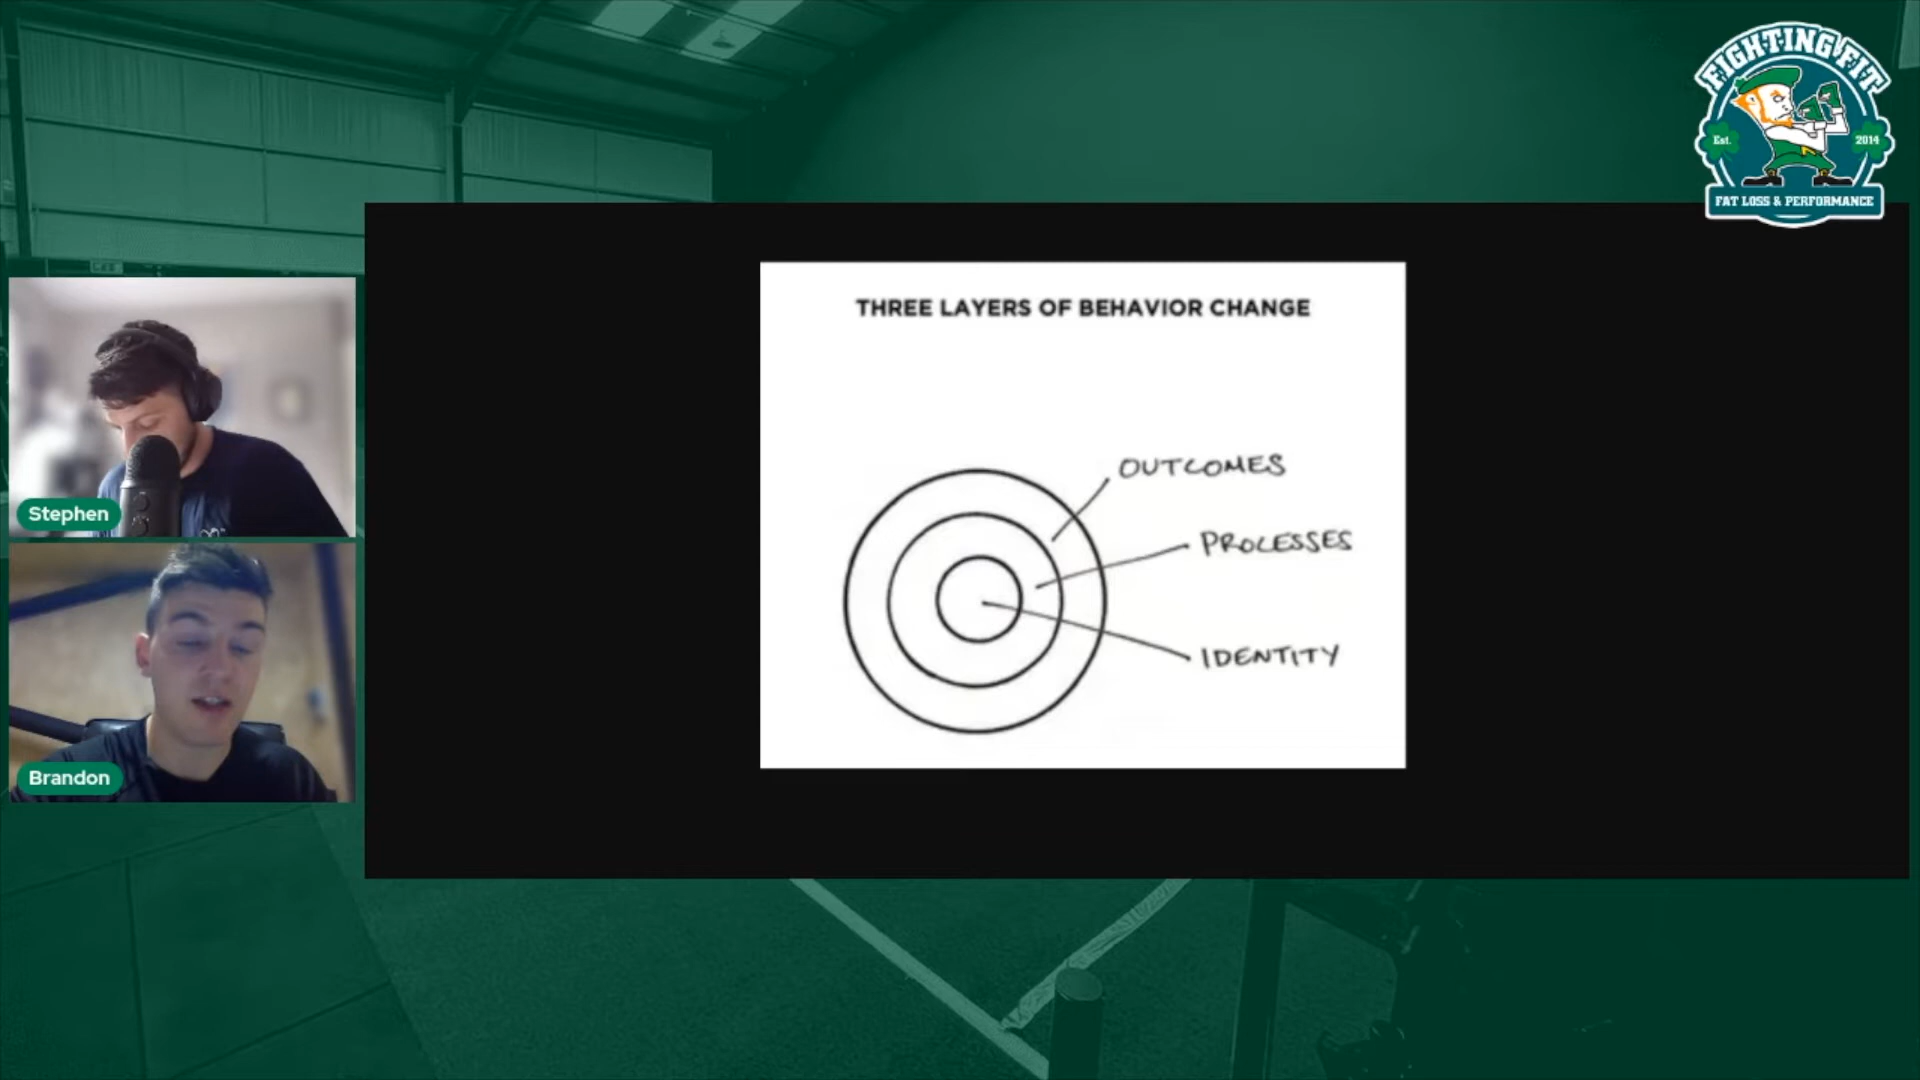 FIGHTING FIT
Est. 2014
FAT LOSS & PERFORMANCE
THREE LAYERS OF BEHAVIOR CHANGE
OUTCOMES
PROCESSES
IDENTITY
Stephen
Brandon